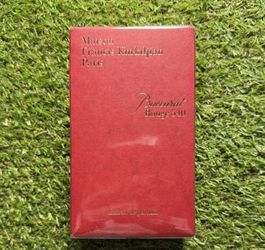 Maison
Francis Kurkdjian
Paris
Baccarat
Rouge 540